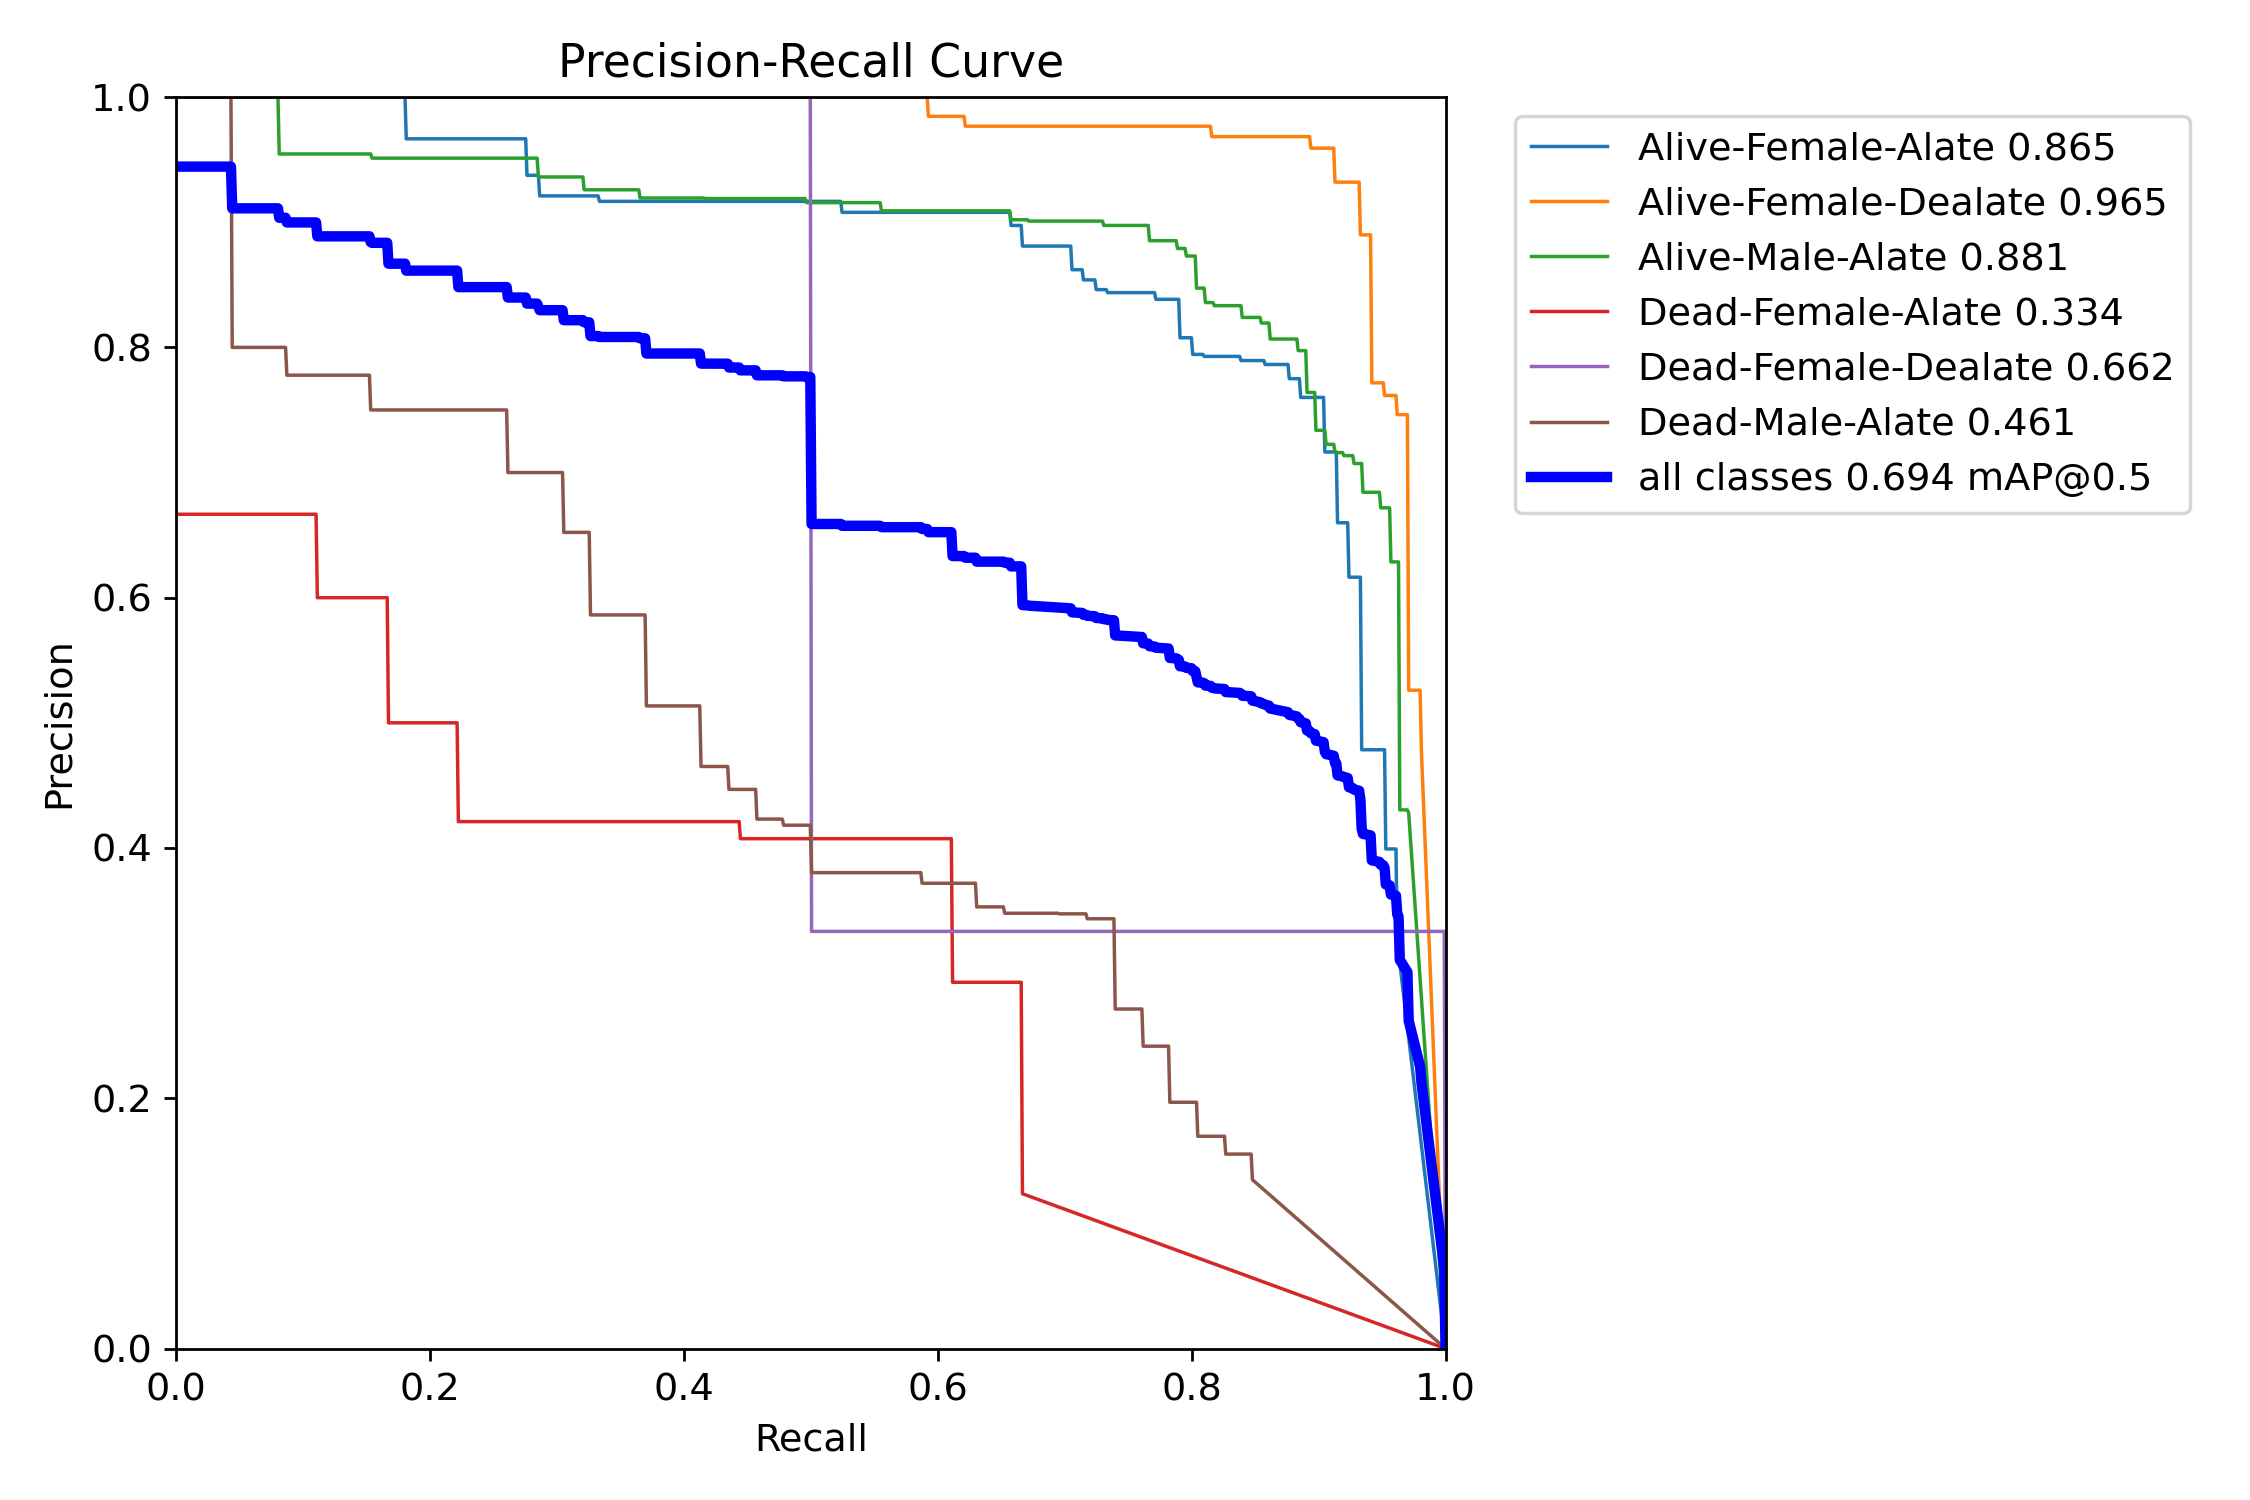 Precision-Recall Curve
1.0
0.8
0.6
0.4
0.2
0.0
Precision
0.0 0.2 0.4 0.6 0.8 1.0
Recall
Alive-Female-Alate 0.865
Alive-Female-Dealate 0.965
Alive-Male-Alate 0.881
Dead-Female-Alate 0.334
Dead-Female-Dealate 0.662
Dead-Male-Alate 0.461
all classes 0.694 mAP@0.5